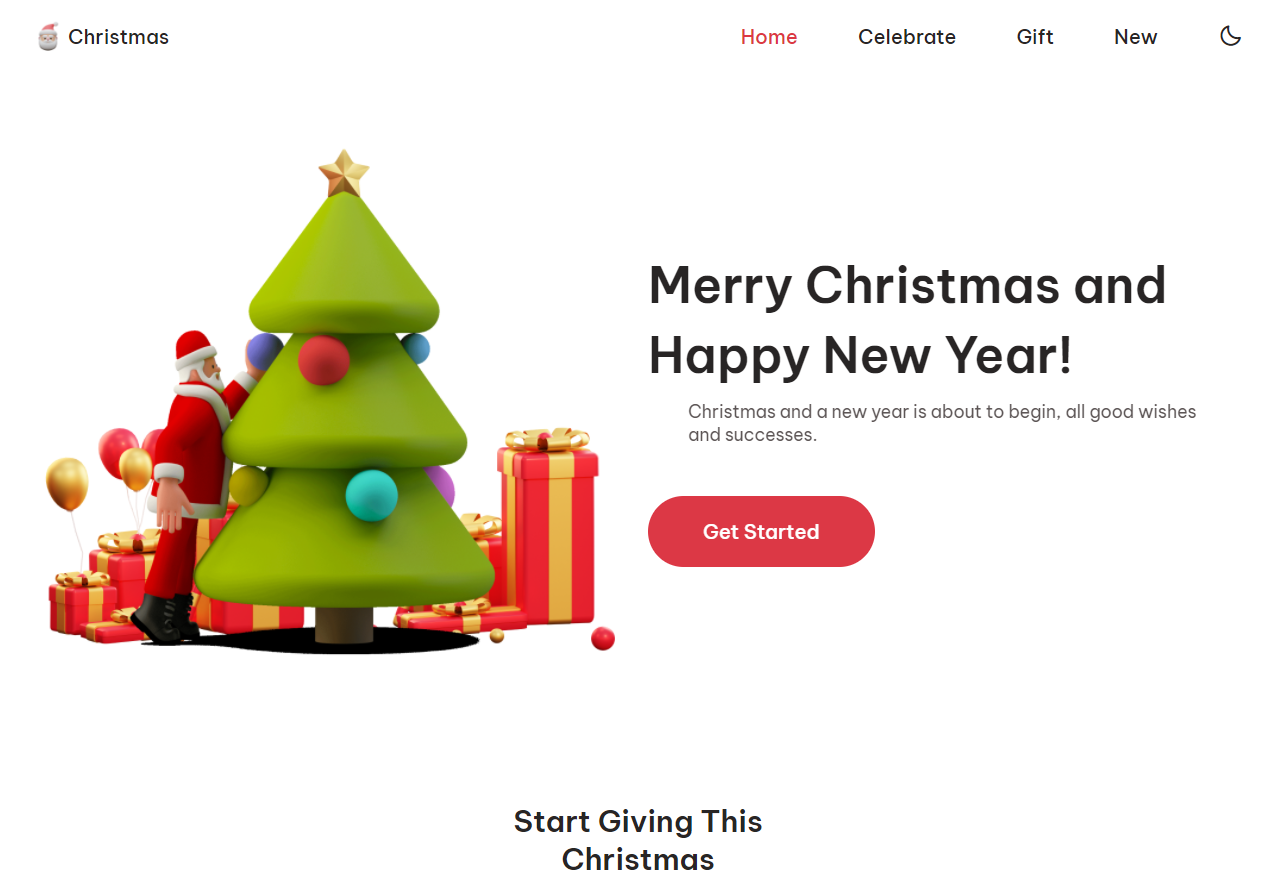 Christmas
Home
Celebrate
Gift
New
Merry Christmas and
Happy New Year!
Christmas and a new year is about to begin, all good wishes
and successes.
Get Started
Start Giving This
Christmas